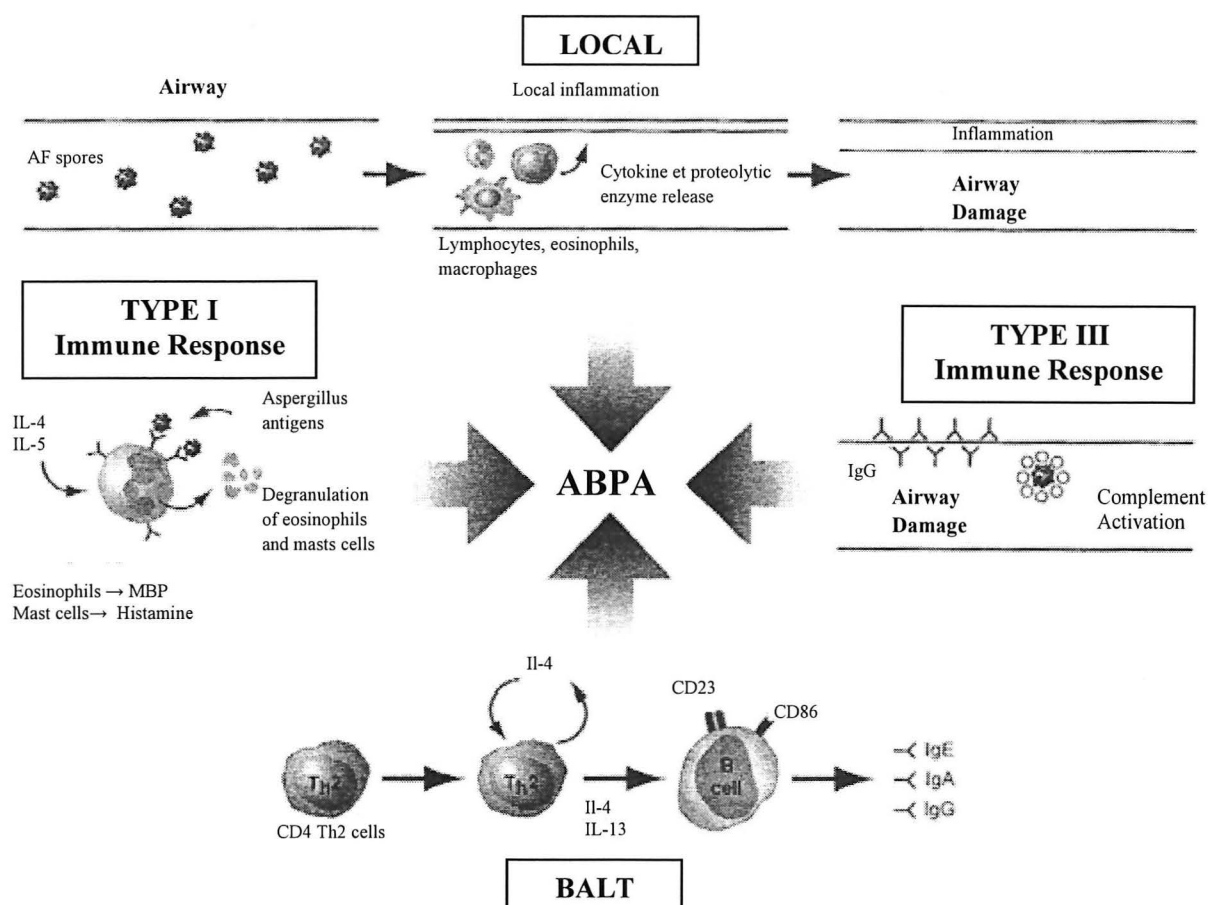 LOCAL
Airway
AF spores
Local inflammation
Cytokine et proteolytic
enzyme release
Lymphocytes, eosinophils,
macrophages
Inflammation
Airway
Damage
TYPE I
Immune Response
IL-4
IL-5
Aspergillus
antigens
Degranulation
of eosinophils
and masts cells
Eosinophils → MBP
Mast cells→ Histamine
ABPA
TYPE III
Immune Response
IgG
Airway
Damage
Complement
Activation
Il-4
Th2
CD4 Th2 cells
Th2
Il-4
IL-13
CD23
CD86
B
cell
IgE
IgA
IgG
BALT